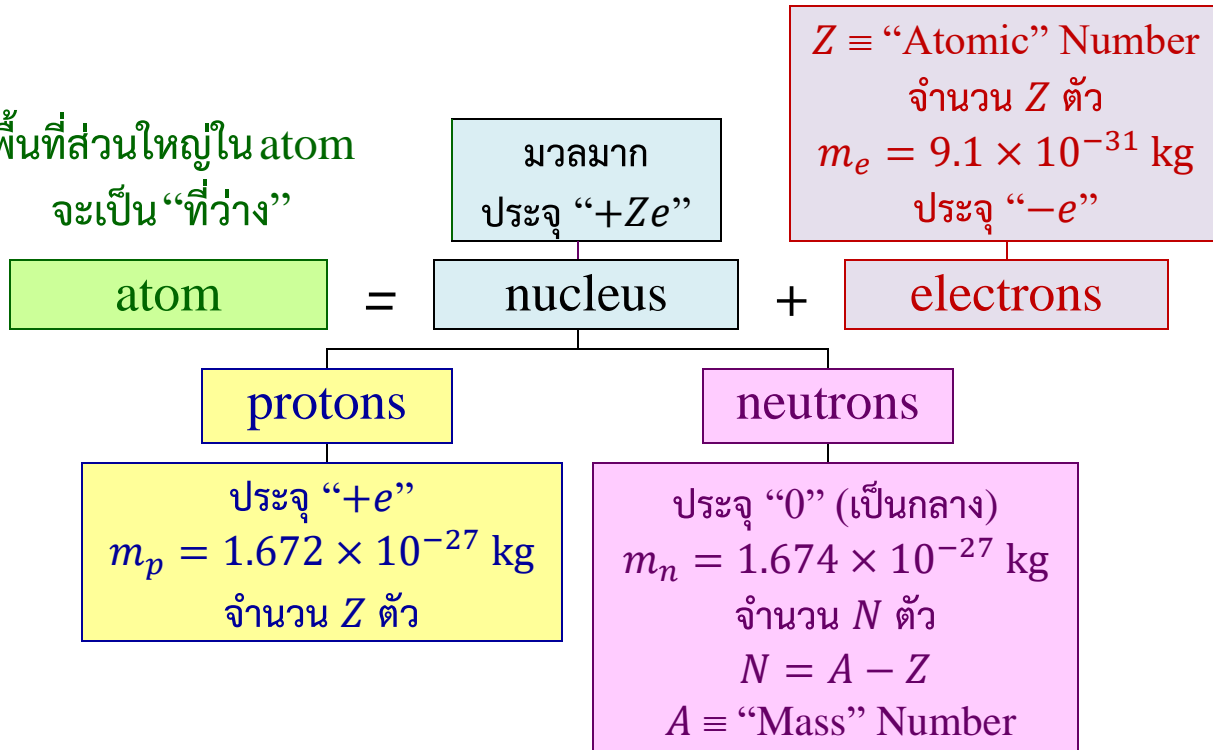 Z ≡ “Atomic” Number
จำนวน Z ตัว
mₑ = 9.1 × 10⁻³¹ kg
ประจุ “−e”
พื้นที่ส่วนใหญ่ใน atom
จะเป็น “ที่ว่าง”
มวลมาก
ประจุ “+Ze”
atom = nucleus + electrons
protons
neutrons
ประจุ “+e”
mₚ = 1.672 × 10⁻²⁷ kg
จำนวน Z ตัว
ประจุ “0” (เป็นกลาง)
mₙ = 1.674 × 10⁻²⁷ kg
จำนวน N ตัว
N = A − Z
A ≡ “Mass” Number